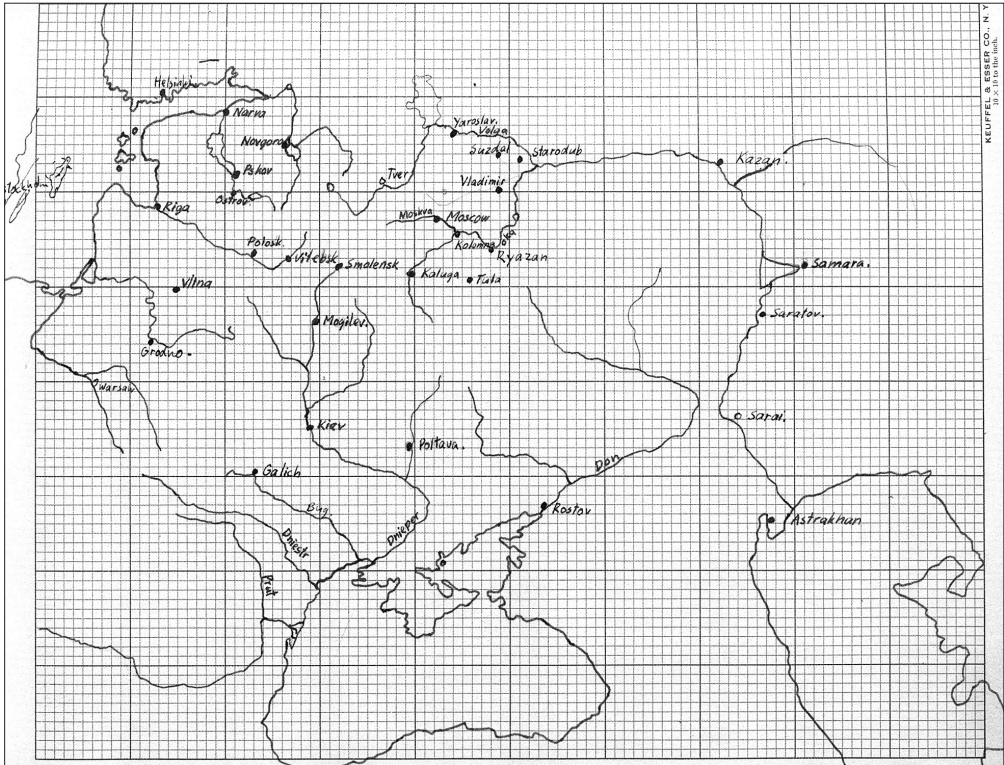 KEUFFEL & ESSER CO., N.Y.
10 × 10 to the inch.
Helsinki
Narva
Yaroslav.
Volga
Novgorod
Suzdal
Starodub
Kazan.
Pskov
Tver
Vladimir
Ostrov
Riga
Moskva
Moscow
Oka
Kolomna
Ryazan
Polosk.
Vitebsk
Smolensk
Kaluga
Tula
Samara.
Vilna
Mogilev.
Saratov.
Grodno.
Warsaw
Kiev
Sarai.
Poltava.
Galich
Don
Bug
Rostov
Dnieper
Astrakhan
Dniestr
Prut